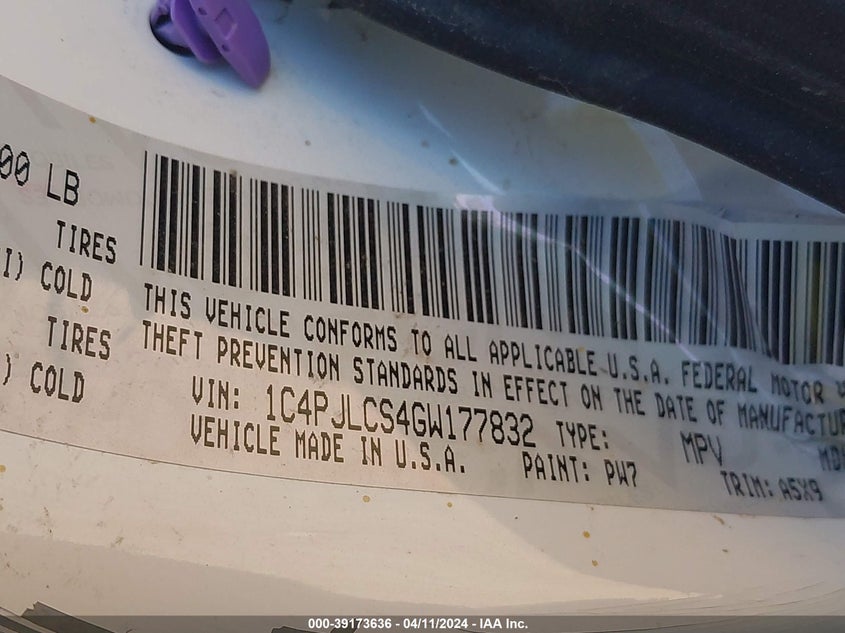 00 LB
TIRES
I) COLD
TIRES
) COLD
THIS VEHICLE CONFORMS TO ALL APPLICABLE U.S.A. FEDERAL MOTOR
THEFT PREVENTION STANDARDS IN EFFECT ON THE DATE OF MANUFACTUR
VIN: 1C4PJLCS4GW177832 TYPE: MPV MD
VEHICLE MADE IN U.S.A. PAINT: PW7 TRIM: A5X9
000-39173636 - 04/11/2024 - IAA Inc.